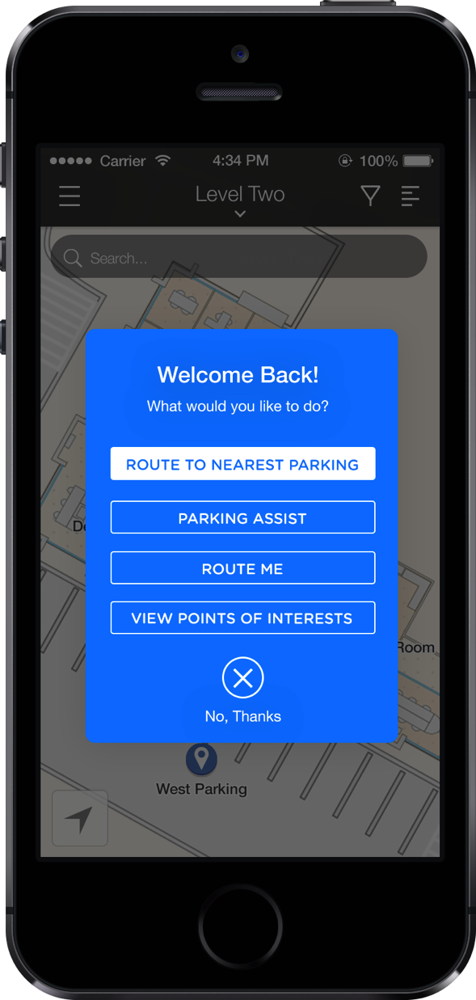 Carrier 4:34 PM 100%
Level Two
Search...
Welcome Back!
What would you like to do?
ROUTE TO NEAREST PARKING
PARKING ASSIST
De
ROUTE ME
VIEW POINTS OF INTERESTS
Room
No, Thanks
West Parking